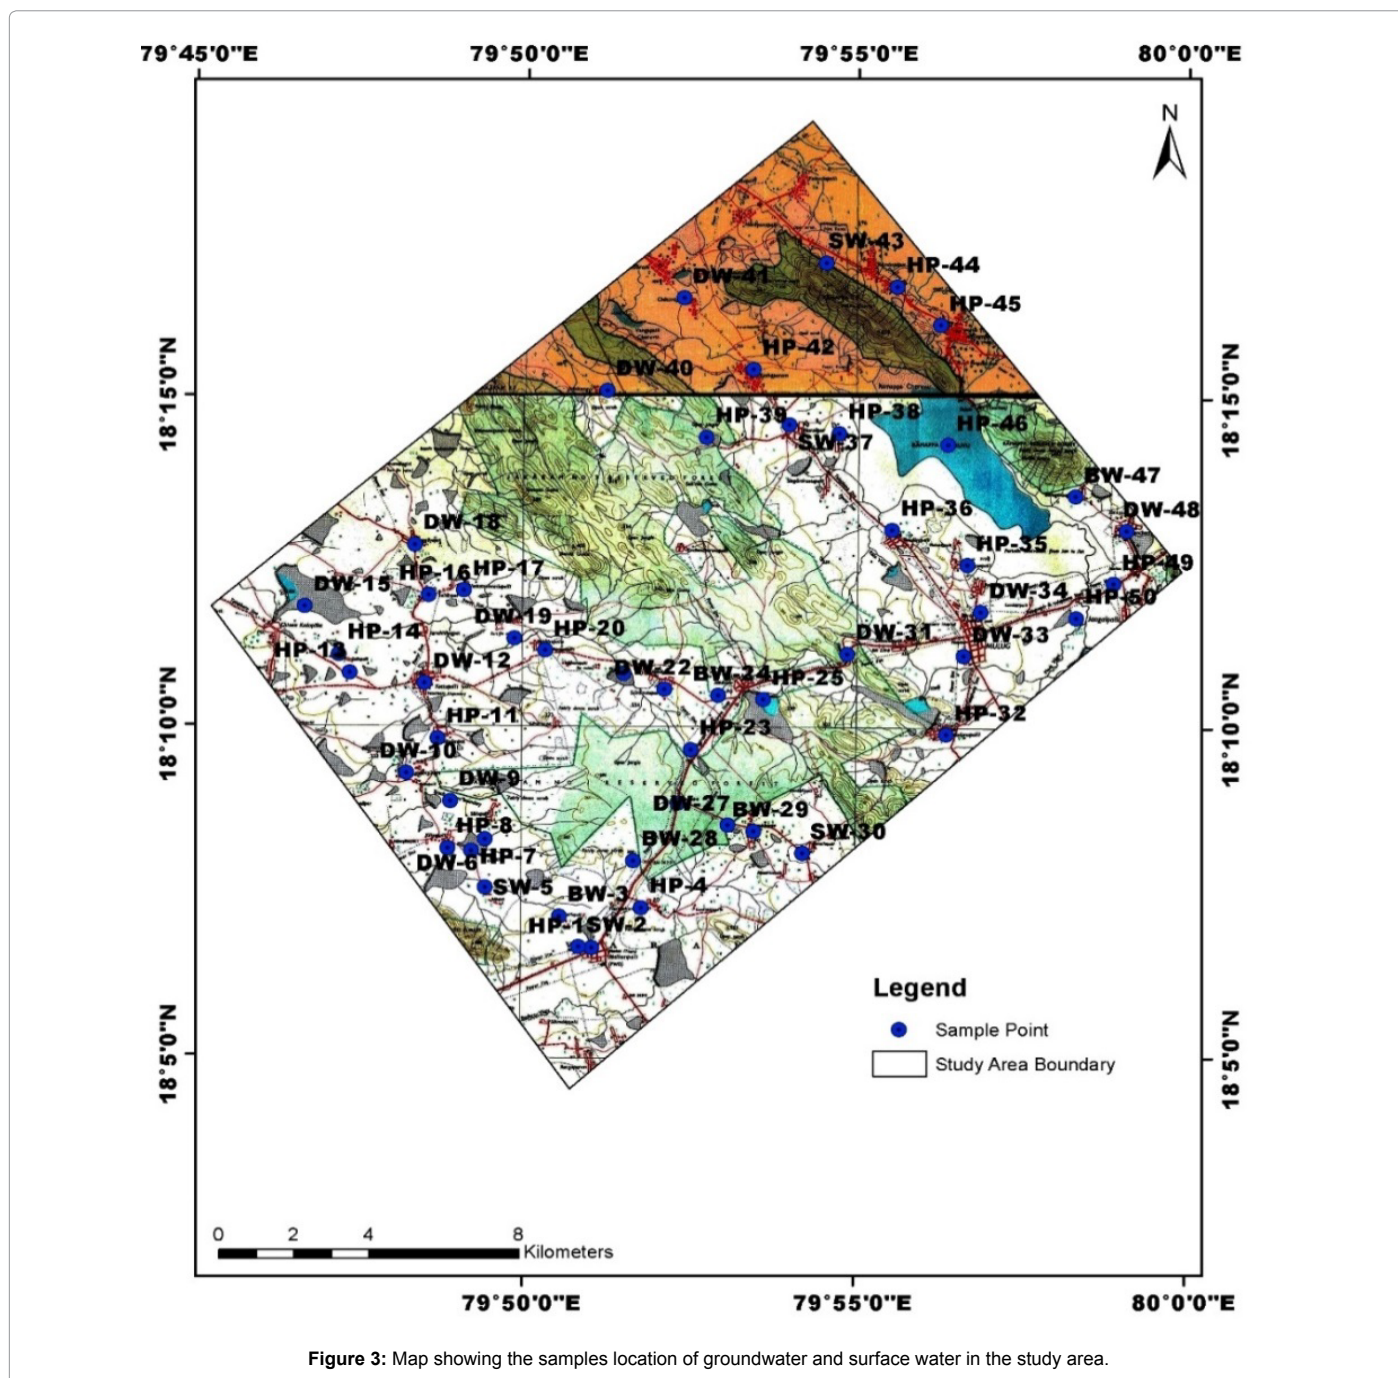 79°45'0"E 79°50'0"E 79°55'0"E 80°0'0"E
N
SW-43
HP-44
DW-41
HP-45
HP-42
DW-40
18°15'0"N
18°15'0"N
HP-39
HP-38
SW-37
HP-46
BW-47
HP-36
DW-48
DW-18
HP-35
HP-49
HP-16
HP-17
DW-15
DW-34
HP-50
DW-19
HP-20
HP-14
DW-31
DW-33
HP-13
DW-12
DW-22
BW-24
HP-25
HP-11
HP-23
HP-32
18°10'0"N
18°10'0"N
DW-10
DW-9
DW-27
BW-29
HP-8
SW-30
BW-28
DW-6
HP-7
SW-5
BW-3
HP-4
HP-1
SW-2
18°5'0"N
18°5'0"N
Legend
Sample Point
Study Area Boundary
0 2 4 8
Kilometers
79°50'0"E 79°55'0"E 80°0'0"E
Figure 3: Map showing the samples location of groundwater and surface water in the study area.